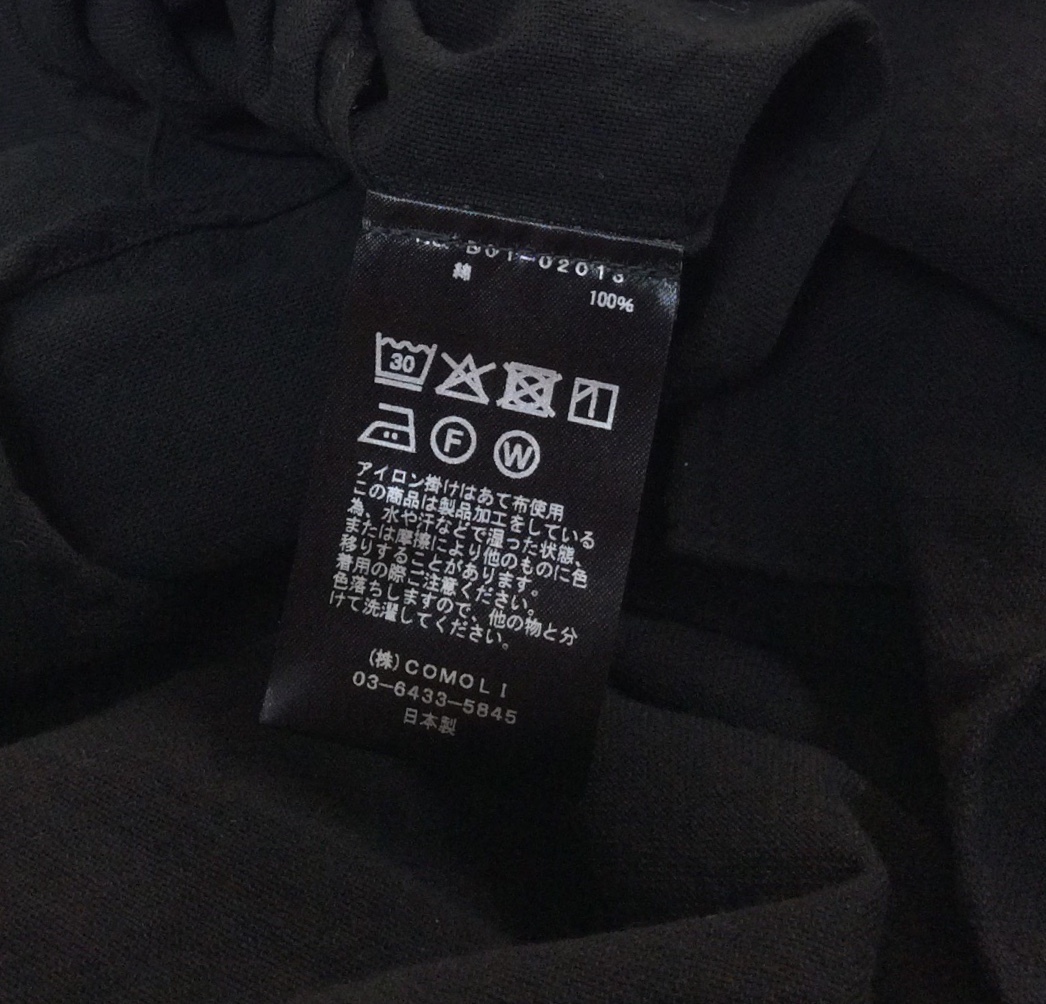 B01-02013
綿
100%
30
F W
アイロン掛けはあて布使用
この商品は製品加工をしている
為、水や汗などで湿った状態、
または摩擦により他のものに色
移りすることがあります。
着用の際ご注意ください。
色落ちしますので、他の物と分
けて洗濯してください。
(株)COMOLI
03-6433-5845
日本製